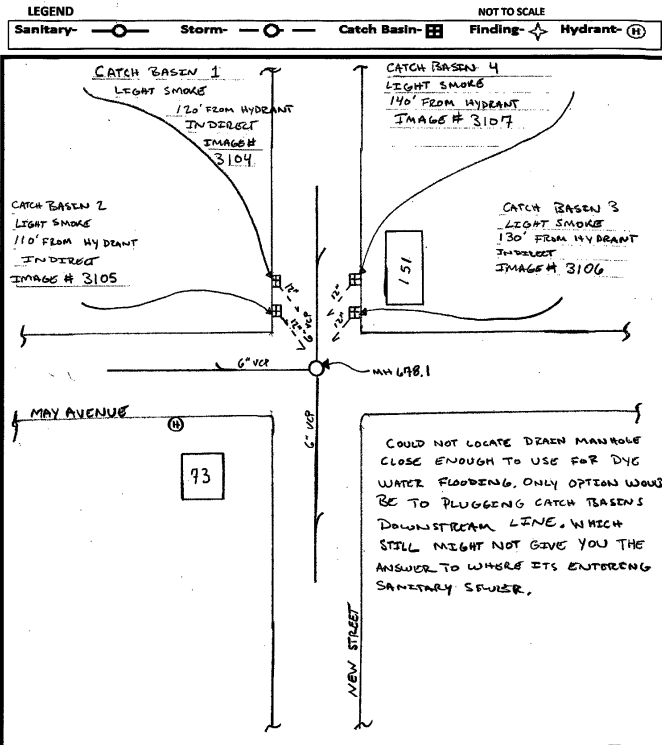 LEGEND
NOT TO SCALE
Sanitary-
Storm-
Catch Basin-
Finding-
Hydrant- H
CATCH BASIN 1
LIGHT SMOKE
120' FROM HYDRANT
INDIRECT
IMAGE#
3104
CATCH BASIN 4
LIGHT SMOKE
140' FROM HYDRANT
IMAGE # 3107
CATCH BASIN 2
LIGHT SMOKE
110' FROM HYDRANT
INDIRECT
IMAGE # 3105
CATCH BASIN 3
LIGHT SMOKE
130' FROM HYDRANT
INDIRECT
IMAGE # 3106
151
12"
12"
12"
12"
6" VCP
6" VCP
MH 678.1
6" VCP
MAY AVENUE
H
73
COULD NOT LOCATE DRAIN MANHOLE
CLOSE ENOUGH TO USE FOR DYE
WATER FLOODING. ONLY OPTION WOULD
BE TO PLUGGING CATCH BASINS
DOWNSTREAM LINE. WHICH
STILL MIGHT NOT GIVE YOU THE
ANSWER TO WHERE ITS ENTERING
SANITARY SEWER.
NEW STREET